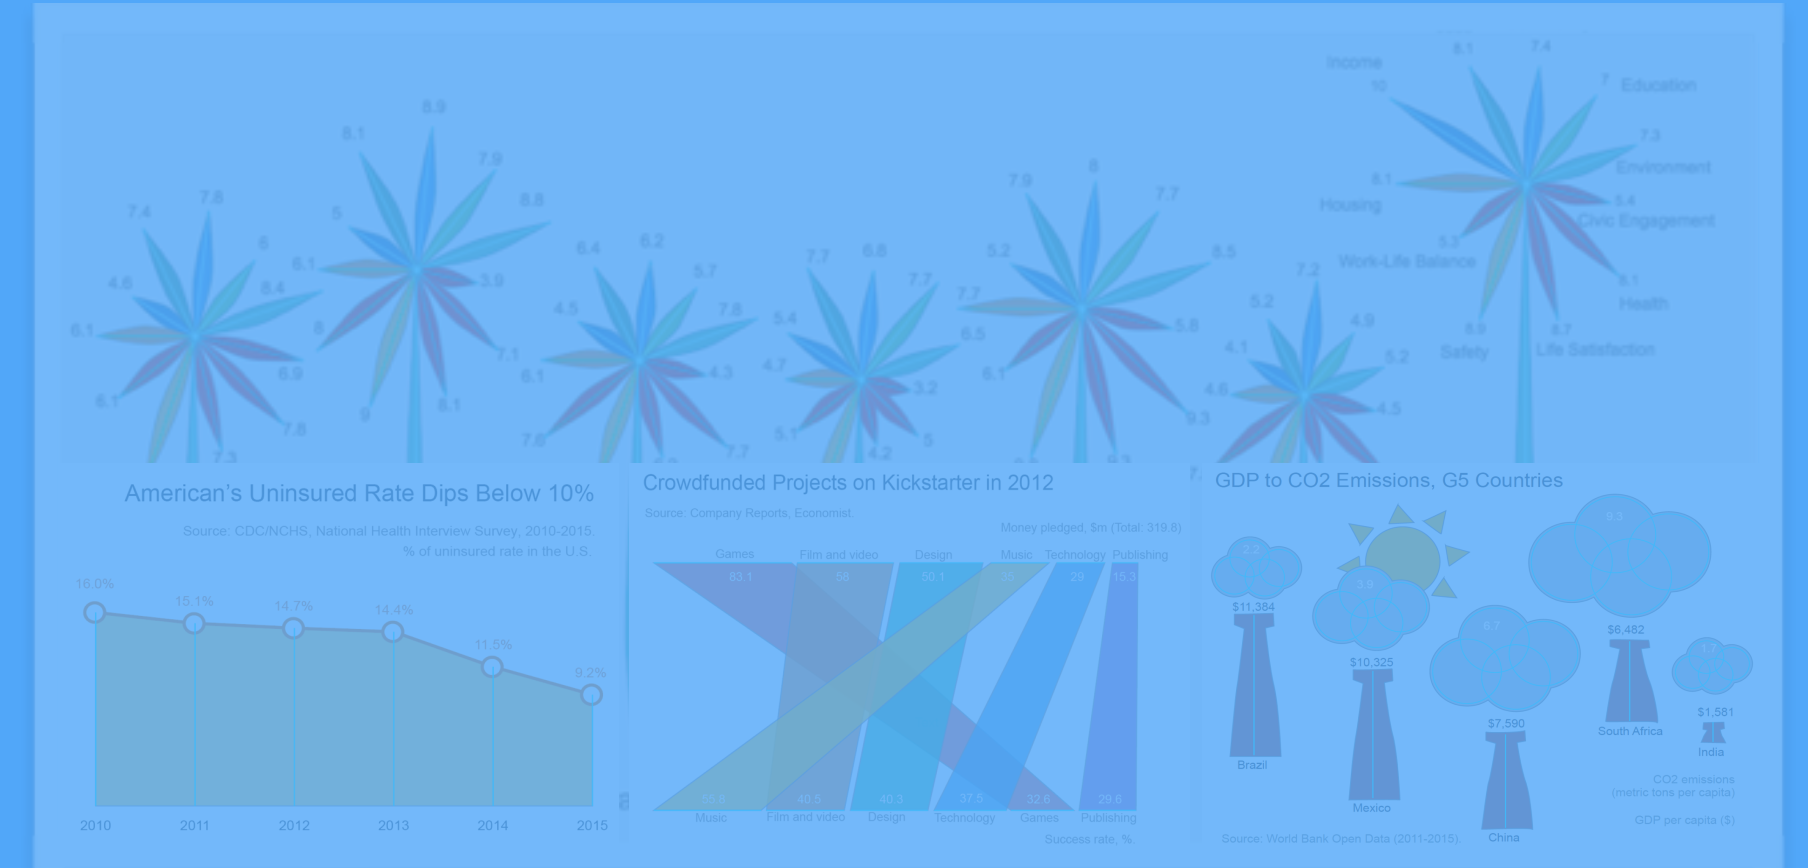 8.1 7.4
Income
10 7 Education
8.9
8.1
7.3
7.9
Environment
8.1
8
7.9
7.7
8.8
5.4
Housing
Civic Engagement
7.8
7.4
5
6.2
6.4
6
5.3
8.5
5.2
6.8
7.7
Work-Life Balance
6.1
5.7
7.2
3.9
4.6
8.4
7.7
7.7
8.1
Health
5.2
4.5
7.8
5.4
4.9
8.9 8.7
6.1
8
5.8
6.5
Safety
Life Satisfaction
4.1
7.1
5.2
4.7
6.1
4.3
6.1
6.9
3.2
4.6
6.1
8.1
9
4.5
9.3
7.8
5.1
5
7.3
7.7
4.2
American’s Uninsured Rate Dips Below 10%
Source: CDC/NCHS, National Health Interview Survey, 2010-2015.
% of uninsured rate in the U.S.
16.0%
15.1%
14.7%
14.4%
11.5%
9.2%
2010 2011 2012 2013 2014 2015
Crowdfunded Projects on Kickstarter in 2012
Source: Company Reports, Economist.
Money pledged, $m (Total: 319.8)
Games Film and video Design Music Technology Publishing
83.1 58 50.1 35 29 15.3
55.8 40.5 40.3 37.5 32.6 29.6
Music Film and video Design Technology Games Publishing
Success rate, %.
GDP to CO2 Emissions, G5 Countries
9.3
2.2
3.9
$11,384
6.7
$6,482
1.7
$10,325
$1,581
$7,590
South Africa
India
Brazil
CO2 emissions
(metric tons per capita)
Mexico
GDP per capita ($)
Source: World Bank Open Data (2011-2015).
China